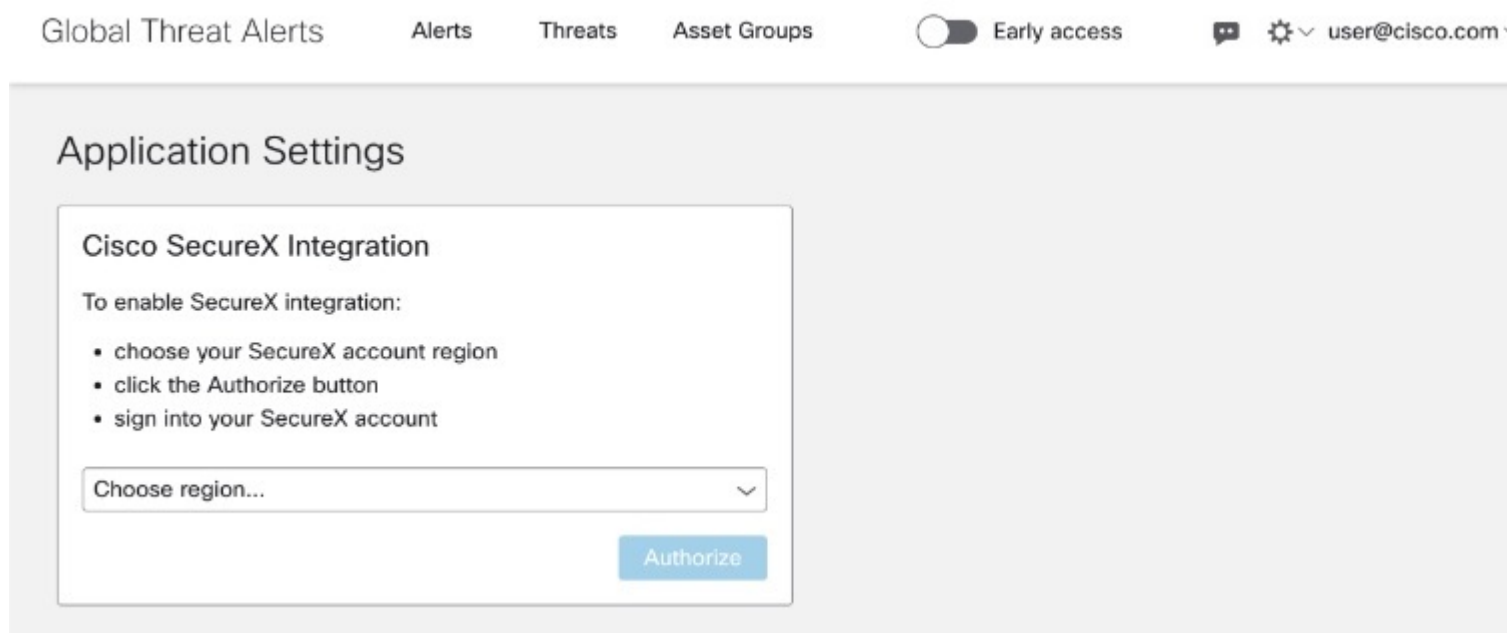 Global Threat Alerts Alerts Threats Asset Groups Early access user@cisco.com
Application Settings
Cisco SecureX Integration
To enable SecureX integration:
• choose your SecureX account region
• click the Authorize button
• sign into your SecureX account
Choose region...
Authorize